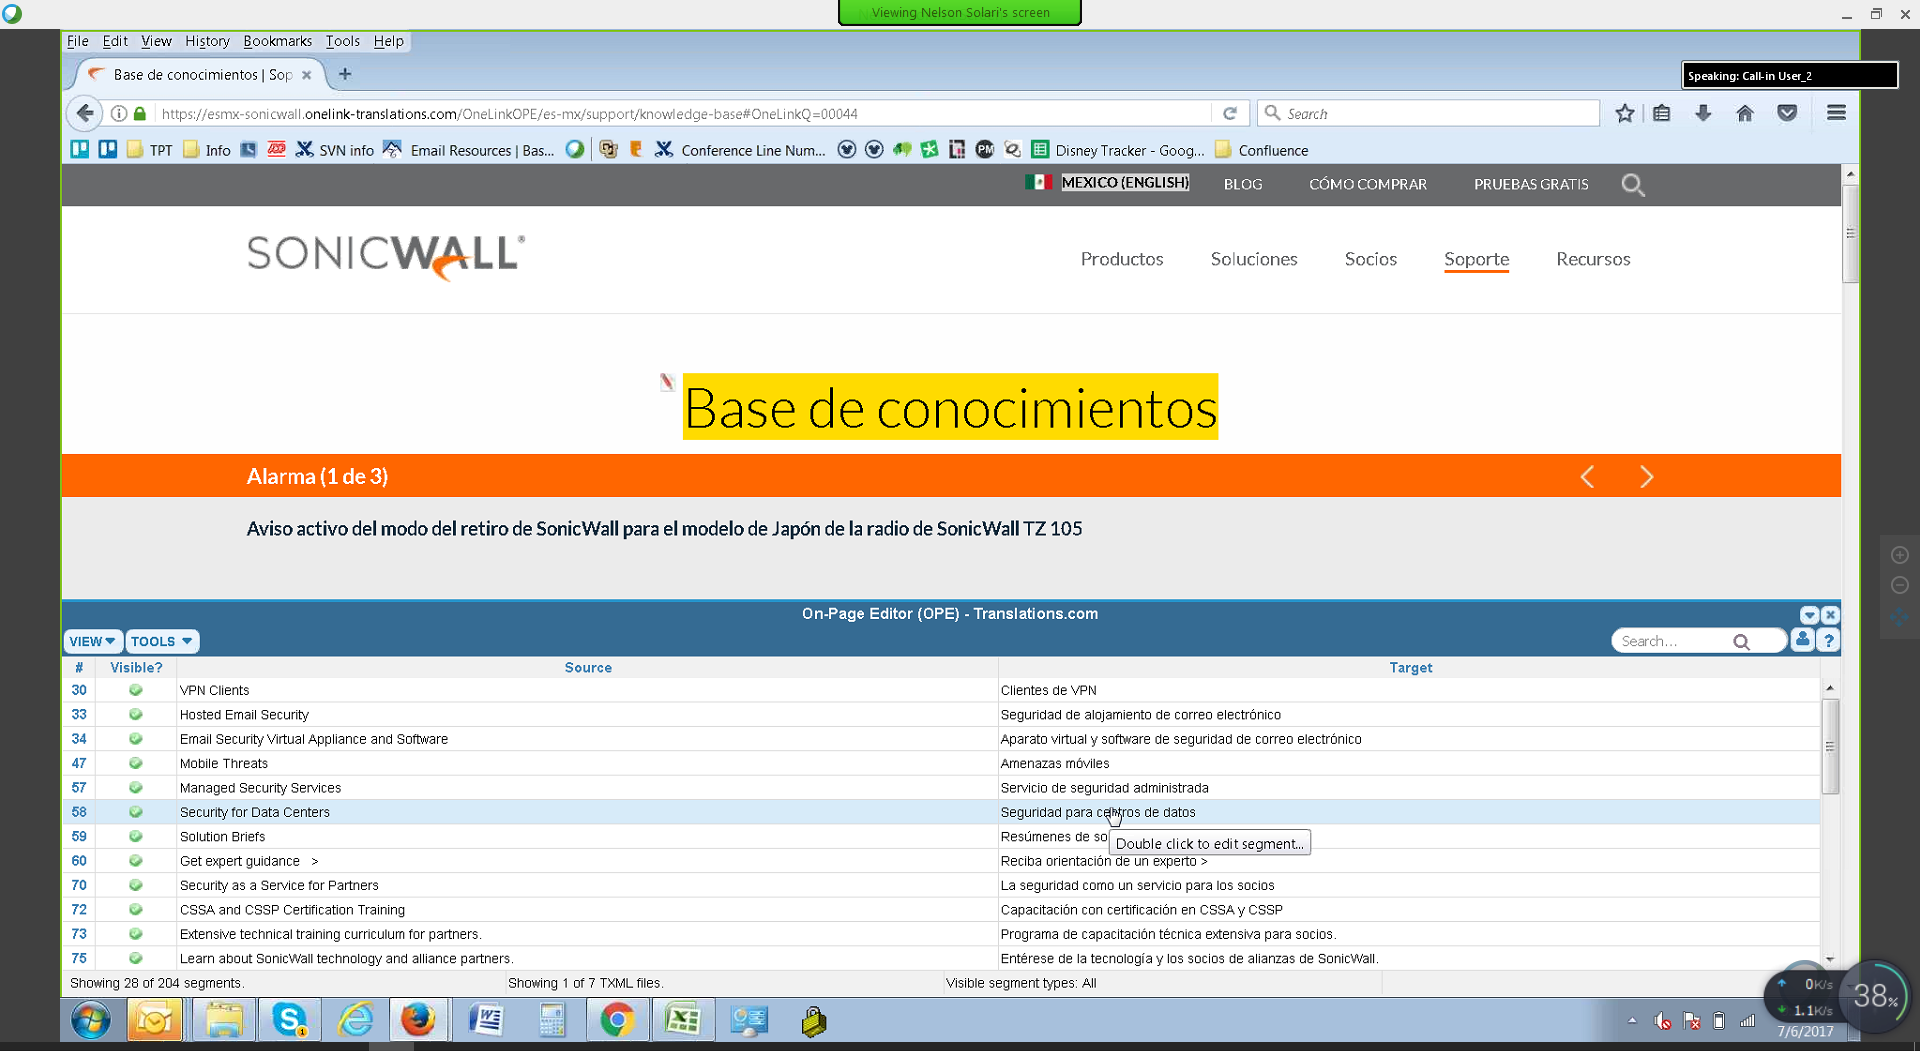 Viewing Nelson Solari's screen
File Edit View History Bookmarks Tools Help
Speaking: Call-in User_2
Base de conocimientos | Sop
https://esmx-sonicwall.onelink-translations.com/OneLinkOPE/es-mx/support/knowledge-base#OneLinkQ=00044
Search
TPT Info SVN info Email Resources | Bas... Conference Line Num... PM Disney Tracker - Goog... Confluence
MEXICO (ENGLISH) BLOG CÓMO COMPRAR PRUEBAS GRATIS
SONICWALL®
Productos Soluciones Socios Soporte Recursos
Base de conocimientos
Alarma (1 de 3)
Aviso activo del modo del retiro de SonicWall para el modelo de Japón de la radio de SonicWall TZ 105
On-Page Editor (OPE) - Translations.com
VIEW TOOLS Search... ?
# Visible? Source Target
30 VPN Clients Clientes de VPN
33 Hosted Email Security Seguridad de alojamiento de correo electrónico
34 Email Security Virtual Appliance and Software Aparato virtual y software de seguridad de correo electrónico
47 Mobile Threats Amenazas móviles
57 Managed Security Services Servicio de seguridad administrada
58 Security for Data Centers Seguridad para centros de datos
59 Solution Briefs Resúmenes de so
Double click to edit segment...
60 Get expert guidance > Reciba orientación de un experto >
70 Security as a Service for Partners La seguridad como un servicio para los socios
72 CSSA and CSSP Certification Training Capacitación con certificación en CSSA y CSSP
73 Extensive technical training curriculum for partners. Programa de capacitación técnica extensiva para socios.
75 Learn about SonicWall technology and alliance partners. Entérese de la tecnología y los socios de alianzas de SonicWall.
Showing 28 of 204 segments. Showing 1 of 7 TXML files. Visible segment types: All
0K/s
1.1K/s
38%
7/6/2017